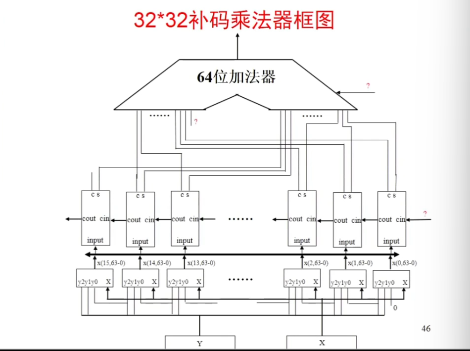 32*32补码乘法器框图
64位加法器
?
……
?
……
c s
c s
c s
c s
c s
c s
cout cin
cout cin
cout cin
……
cout cin
cout cin
cout cin
?
input
input
input
input
input
input
x(15,63-0)
x(14,63-0)
x(13,63-0)
x(2,63-0)
x(1,63-0)
x(0,63-0)
y2y1y0 X
y2y1y0 X
y2y1y0 X
……
y2y1y0 X
y2y1y0 X
y2y1y0 X
0
Y
X
46